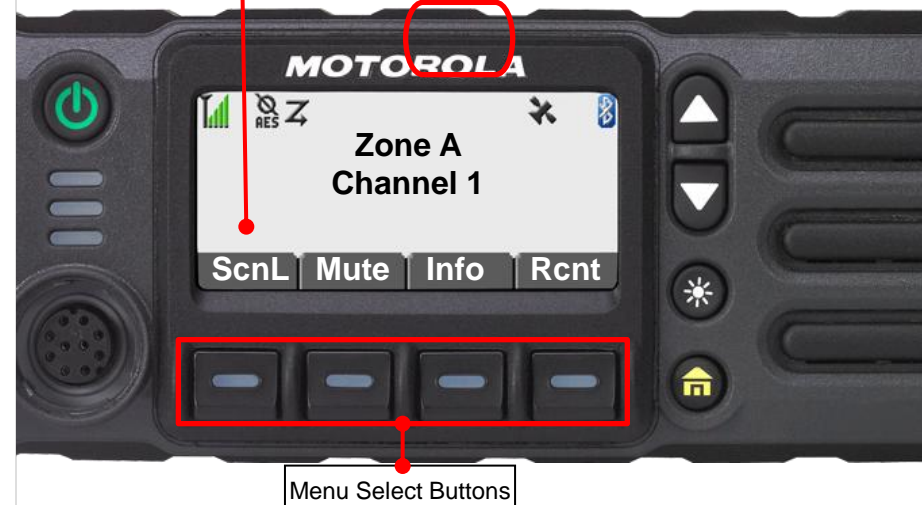 MOTOROLA
AES
Zone A
Channel 1
ScnL Mute Info Rcnt
Menu Select Buttons